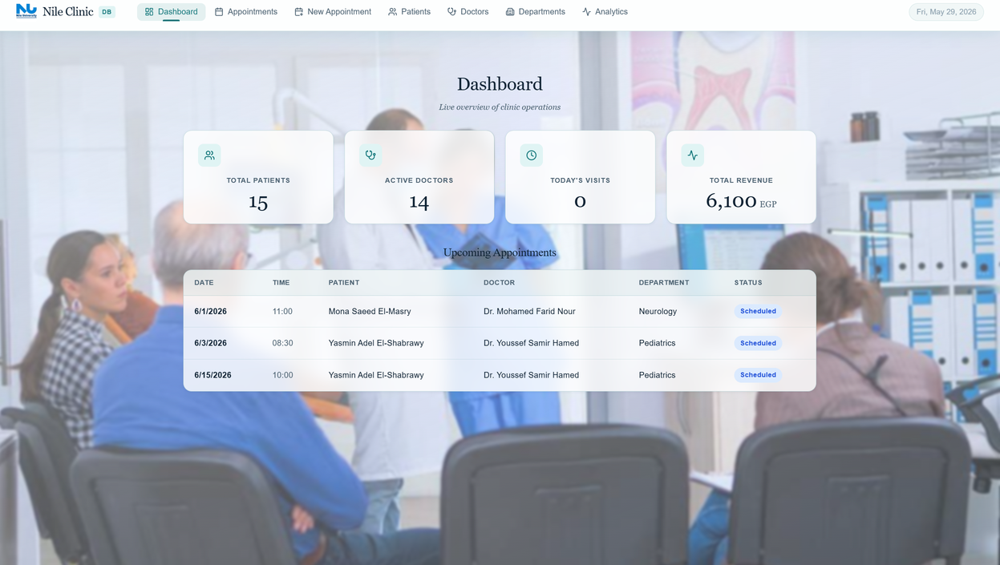 NU Nile Clinic DB Dashboard Appointments New Appointment Patients Doctors Departments Analytics Fri, May 29, 2026
Dashboard
Live overview of clinic operations
TOTAL PATIENTS ACTIVE DOCTORS TODAY'S VISITS TOTAL REVENUE
15 14 0 6,100 EGP
Upcoming Appointments
DATE TIME PATIENT DOCTOR DEPARTMENT STATUS
6/1/2026 11:00 Mona Saeed El-Masry Dr. Mohamed Farid Nour Neurology Scheduled
6/3/2026 08:30 Yasmin Adel El-Shabrawy Dr. Youssef Samir Hamed Pediatrics Scheduled
6/15/2026 10:00 Yasmin Adel El-Shabrawy Dr. Youssef Samir Hamed Pediatrics Scheduled